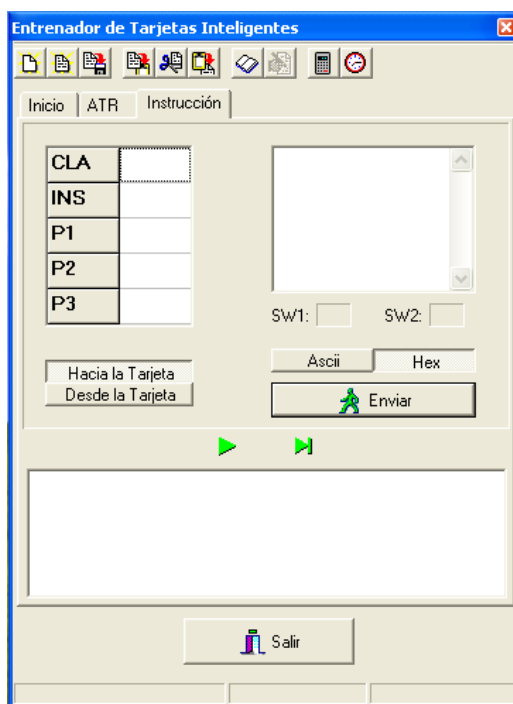 Entrenador de Tarjetas Inteligentes
Inicio ATR Instrucción
CLA
INS
P1
P2
P3
SW1: SW2:
Hacia la Tarjeta
Desde la Tarjeta
Ascii Hex
Enviar
Salir